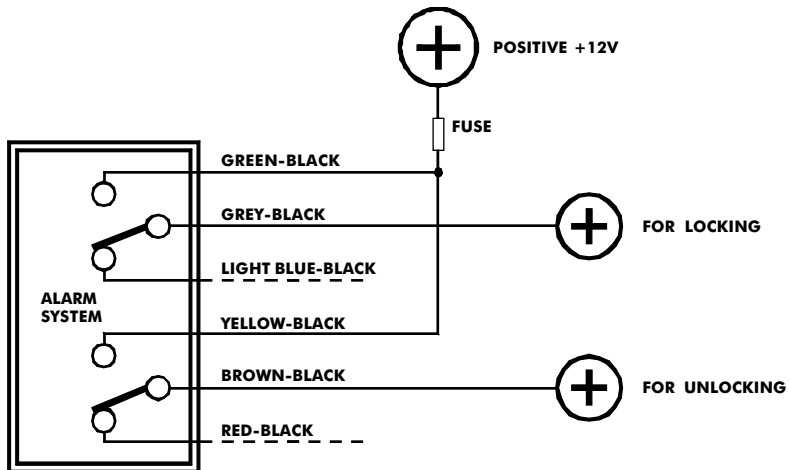 POSITIVE +12V
FUSE
GREEN-BLACK
GREY-BLACK
FOR LOCKING
LIGHT BLUE-BLACK
ALARM
SYSTEM
YELLOW-BLACK
BROWN-BLACK
FOR UNLOCKING
RED-BLACK